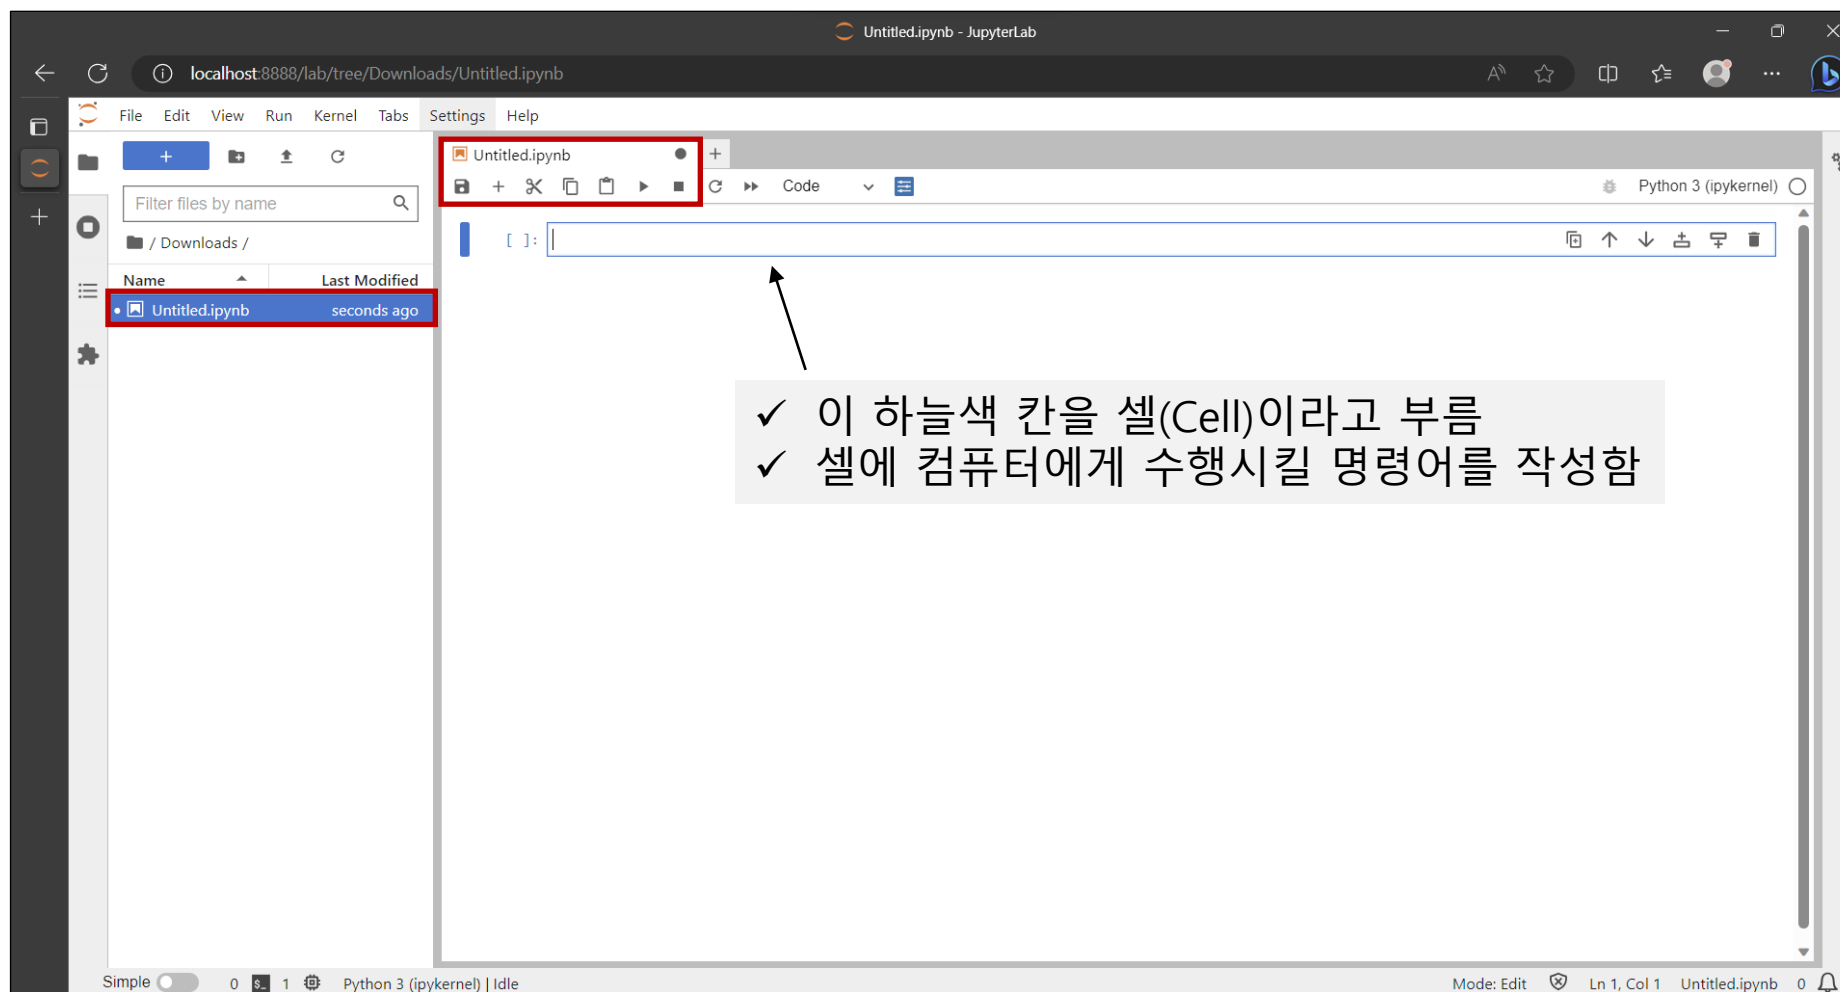 Untitled.ipynb - JupyterLab
localhost:8888/lab/tree/Downloads/Untitled.ipynb
File Edit View Run Kernel Tabs Settings Help
Untitled.ipynb
Code
Python 3 (ipykernel)
Filter files by name
/ Downloads /
Name Last Modified
Untitled.ipynb seconds ago
[ ]:
✓ 이 하늘색 칸을 셀(Cell)이라고 부름
✓ 셀에 컴퓨터에게 수행시킬 명령어를 작성함
Simple 0 1 Python 3 (ipykernel) | Idle Mode: Edit Ln 1, Col 1 Untitled.ipynb 0